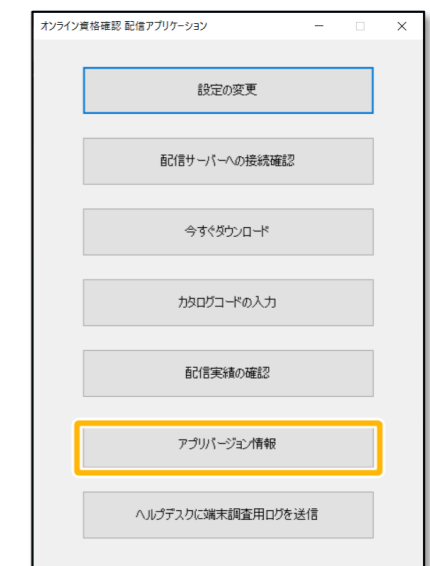 オンライン資格確認 配信アプリケーション
設定の変更
配信サーバーへの接続確認
今すぐダウンロード
カタログコードの入力
配信実績の確認
アプリバージョン情報
ヘルプデスクに端末調査用ログを送信